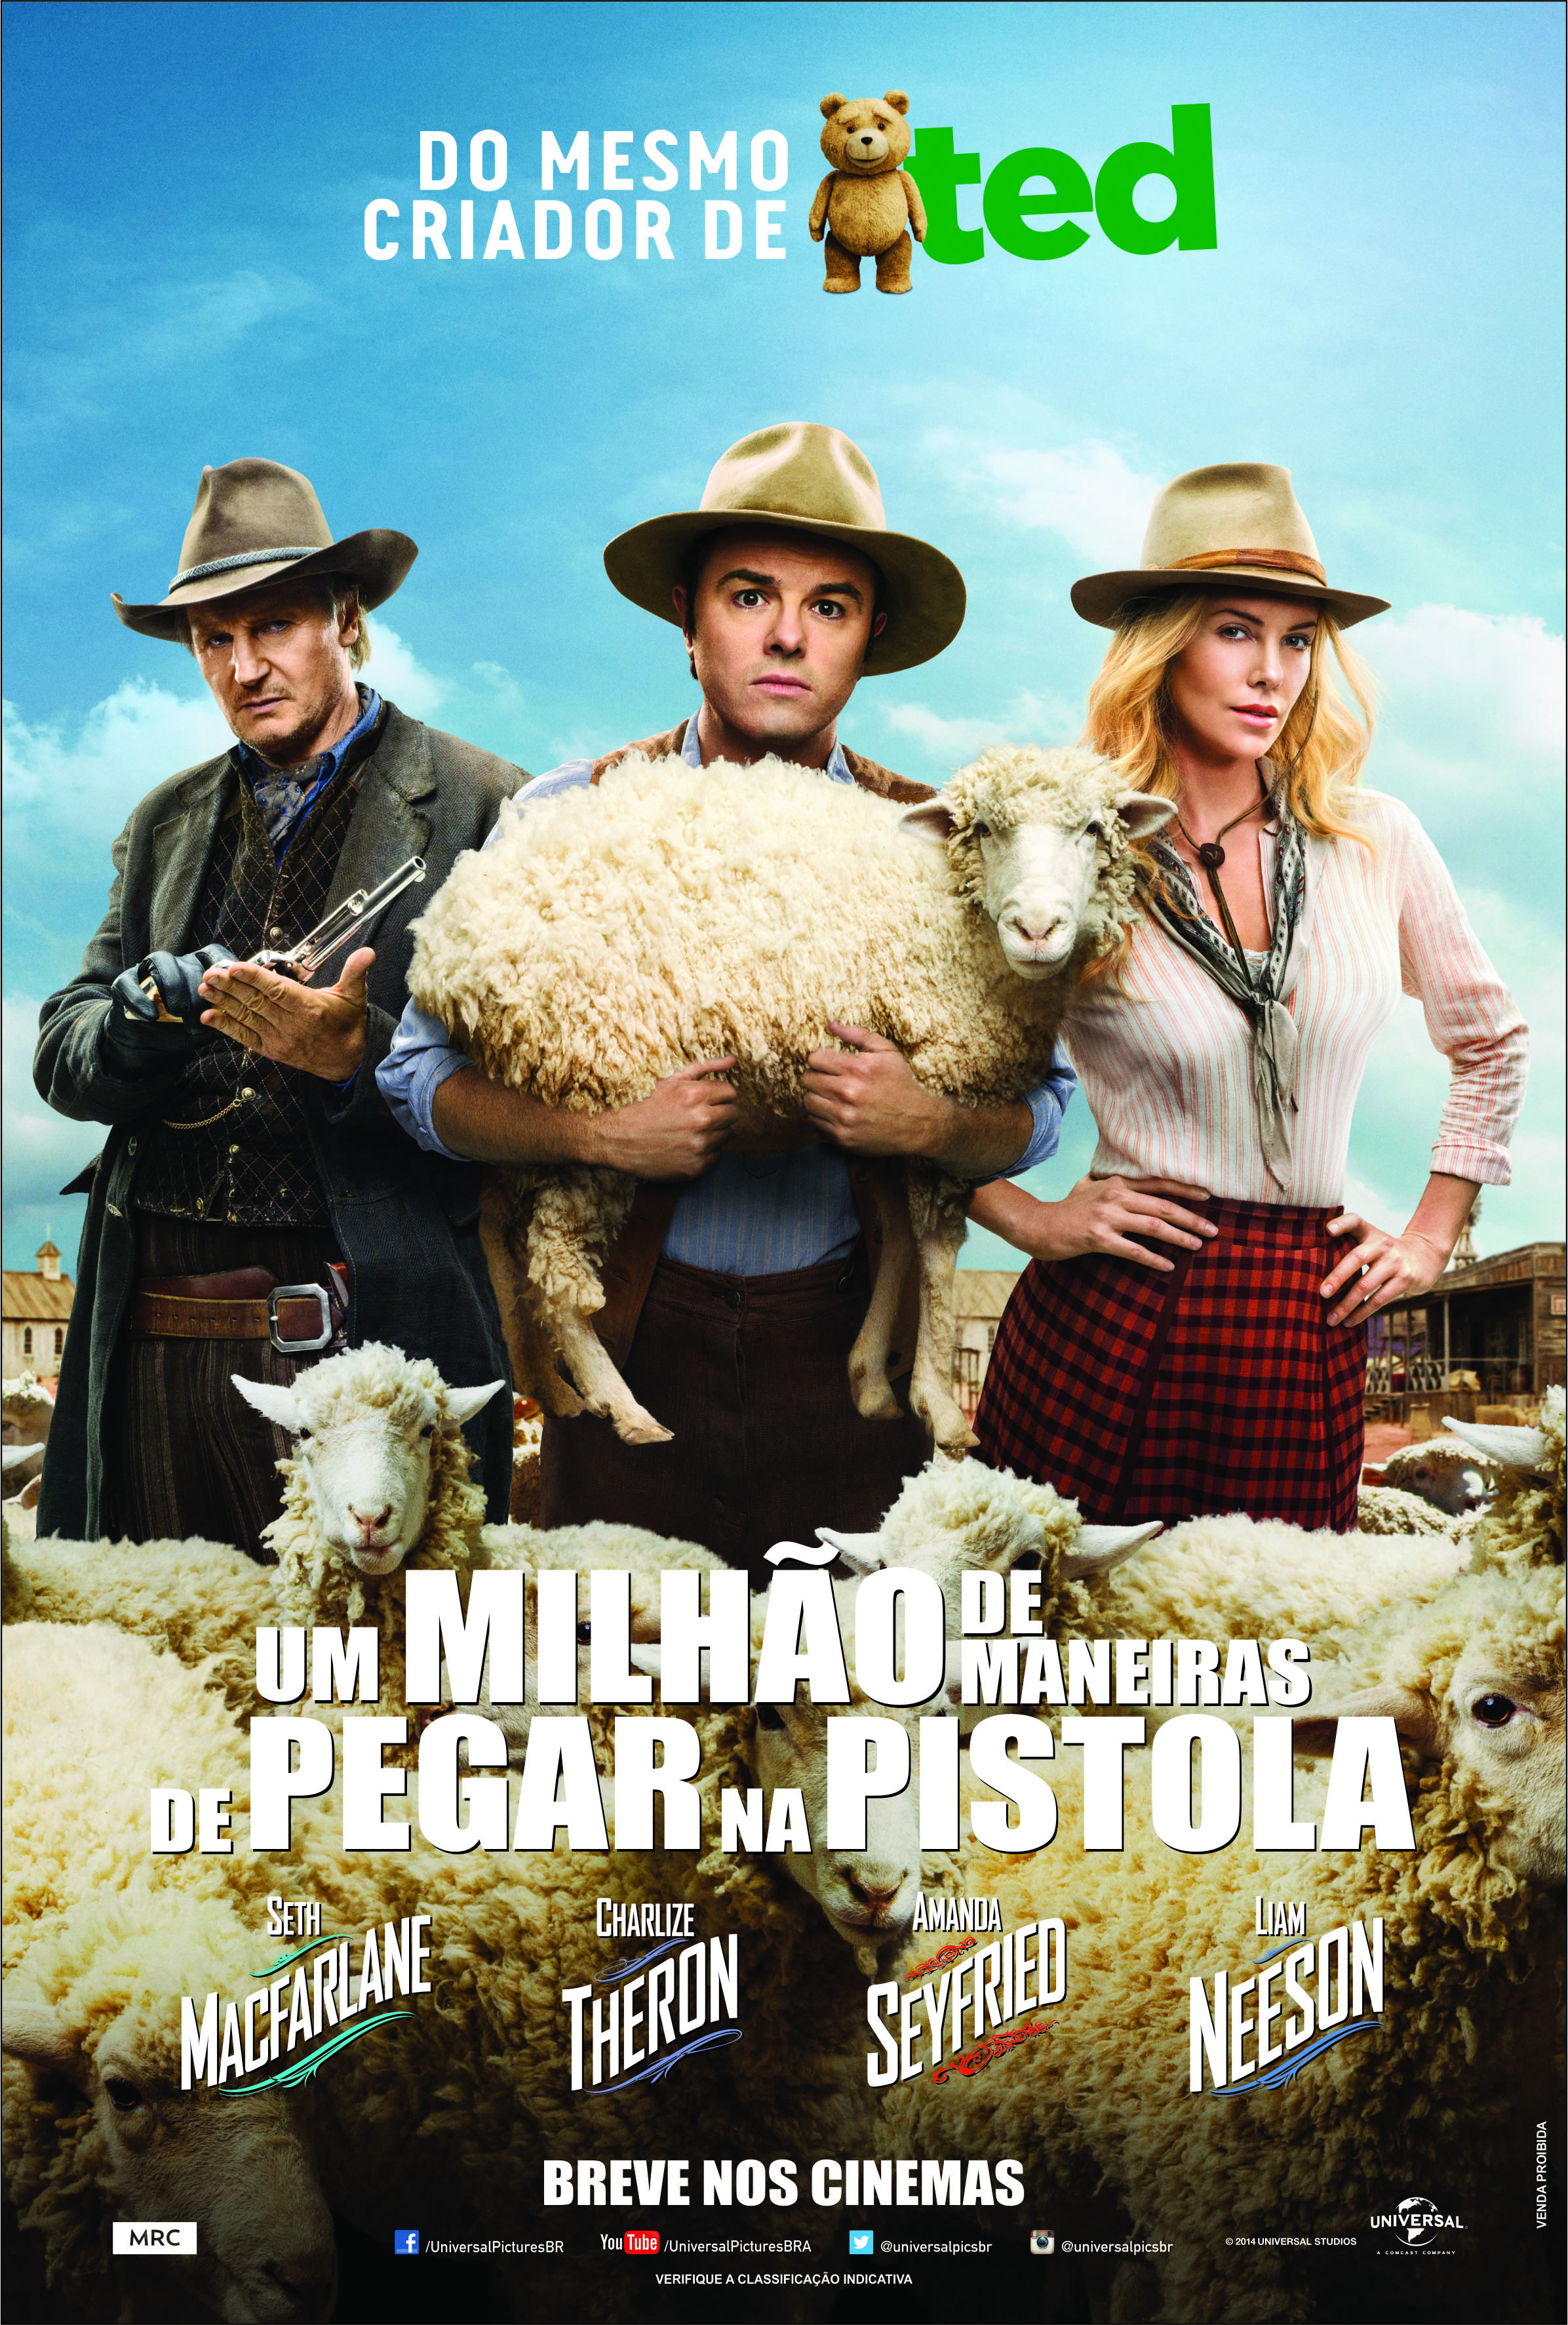 DO MESMO
CRIADOR DE
ted
UM MILHÃO DE MANEIRAS
DE PEGAR NA PISTOLA
SETH MACFARLANE
CHARLIZE THERON
AMANDA SEYFRIED
LIAM NEESON
BREVE NOS CINEMAS
MRC
f /UniversalPicturesBR
YouTube /UniversalPicturesBRA
@universalpicsbr
@universalpicsbr
© 2014 UNIVERSAL STUDIOS
UNIVERSAL
A COMCAST COMPANY
VERIFIQUE A CLASSIFICAÇÃO INDICATIVA
VENDA PROIBIDA